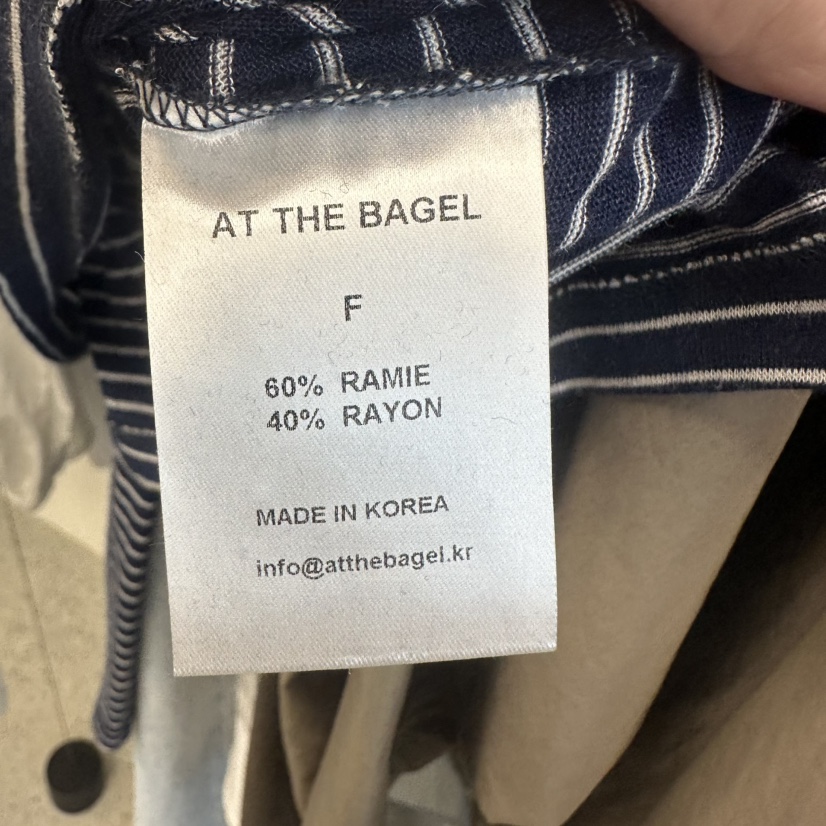 AT THE BAGEL
F
60% RAMIE
40% RAYON
MADE IN KOREA
info@atthebagel.kr